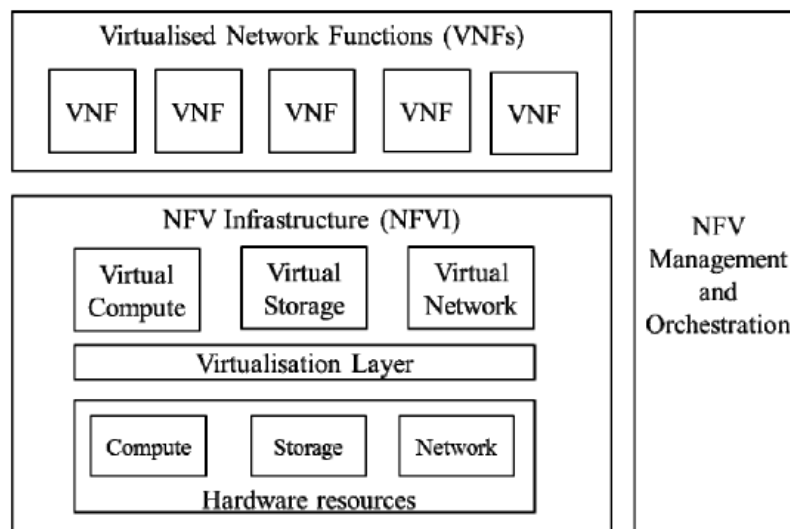 Virtualised Network Functions (VNFs)
VNF VNF VNF VNF VNF
NFV Infrastructure (NFVI)
Virtual
Compute
Virtual
Storage
Virtual
Network
Virtualisation Layer
Compute Storage Network
Hardware resources
NFV
Management
and
Orchestration